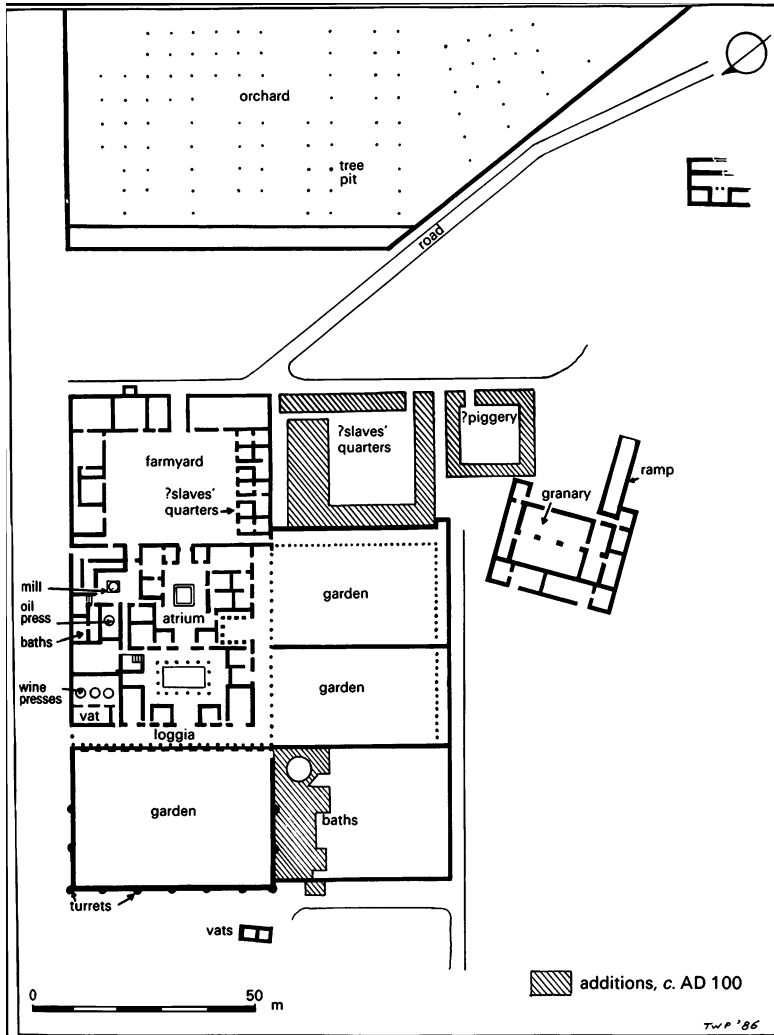 orchard
tree
pit
road
?slaves'
quarters
?piggery
ramp
farmyard
granary
?slaves'
quarters
mill
garden
oil
press
atrium
baths
wine
presses
garden
vat
loggia
garden
baths
turrets
vats
additions, c. AD 100
0 50
m
TWP '86